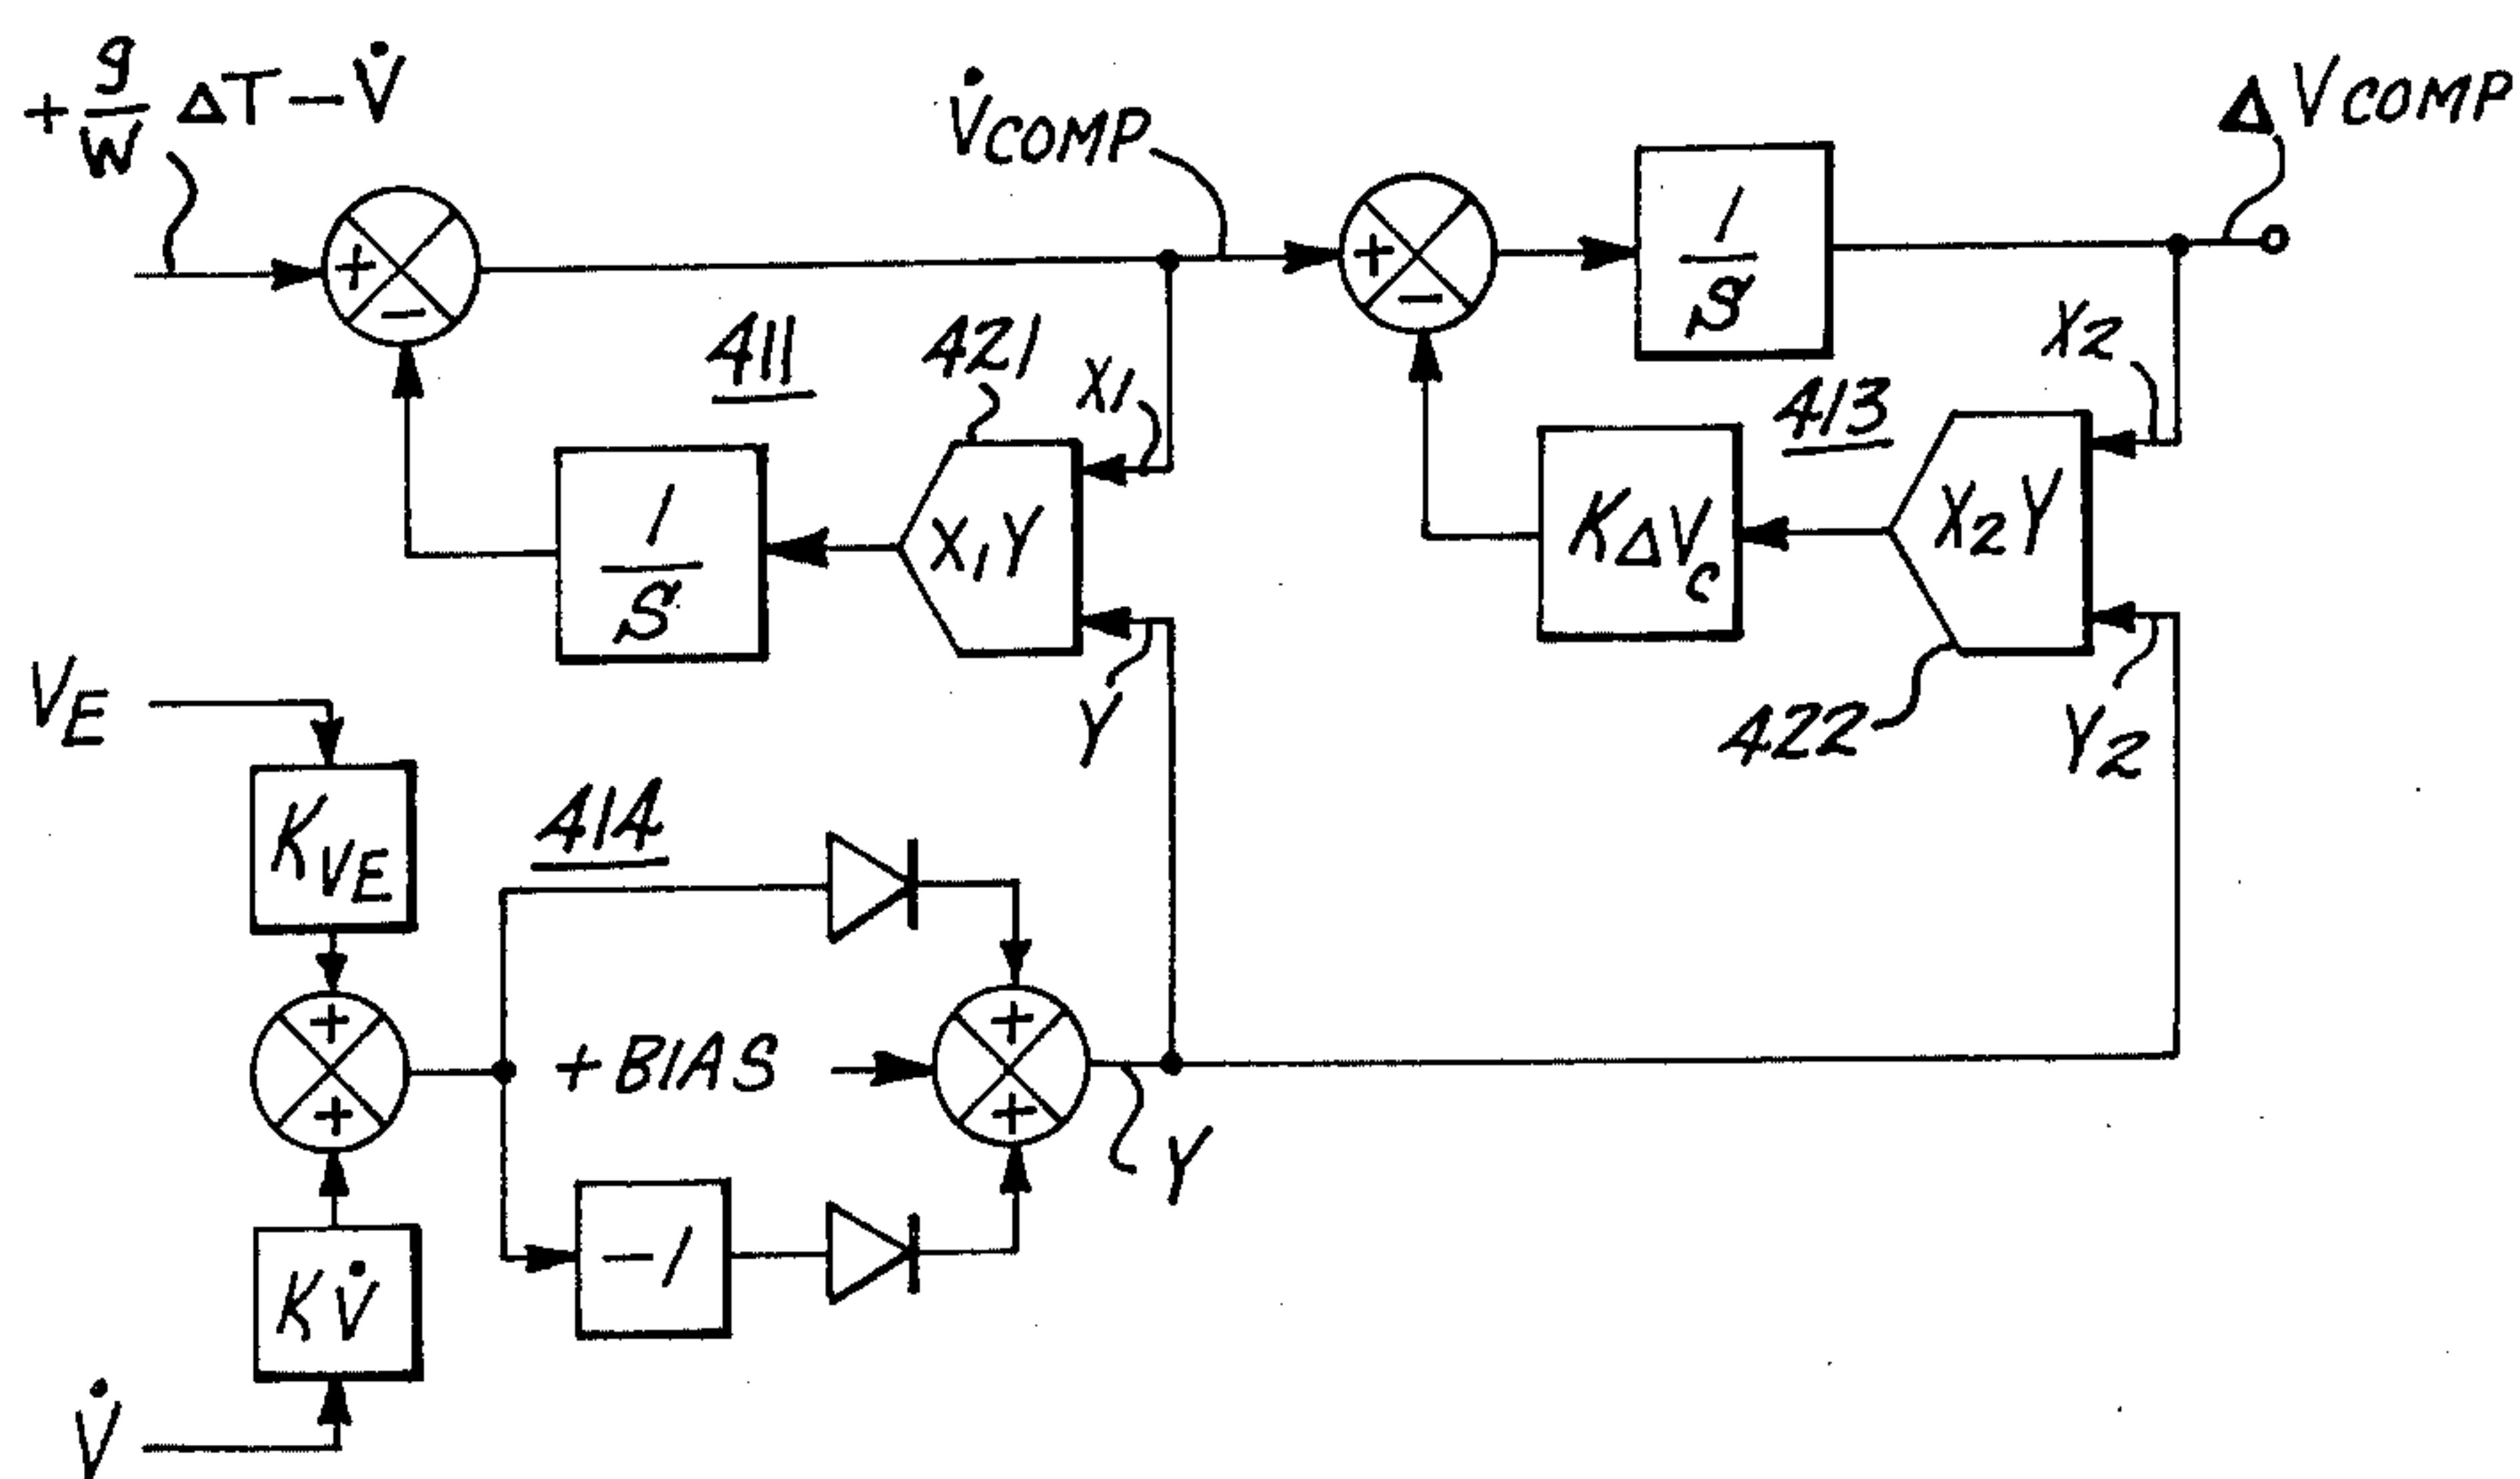 + g/W ΔT − V̇
V̇COMP
Δ VCOMP
+
−
+
−
1/S
411
421
X1
X2
413
1/S
X1Y
KΔVC
X2Y
Y
422
Y2
VE
KVE
414
+
+
+ BIAS
+
+
Y
−1
KV̇
V̇